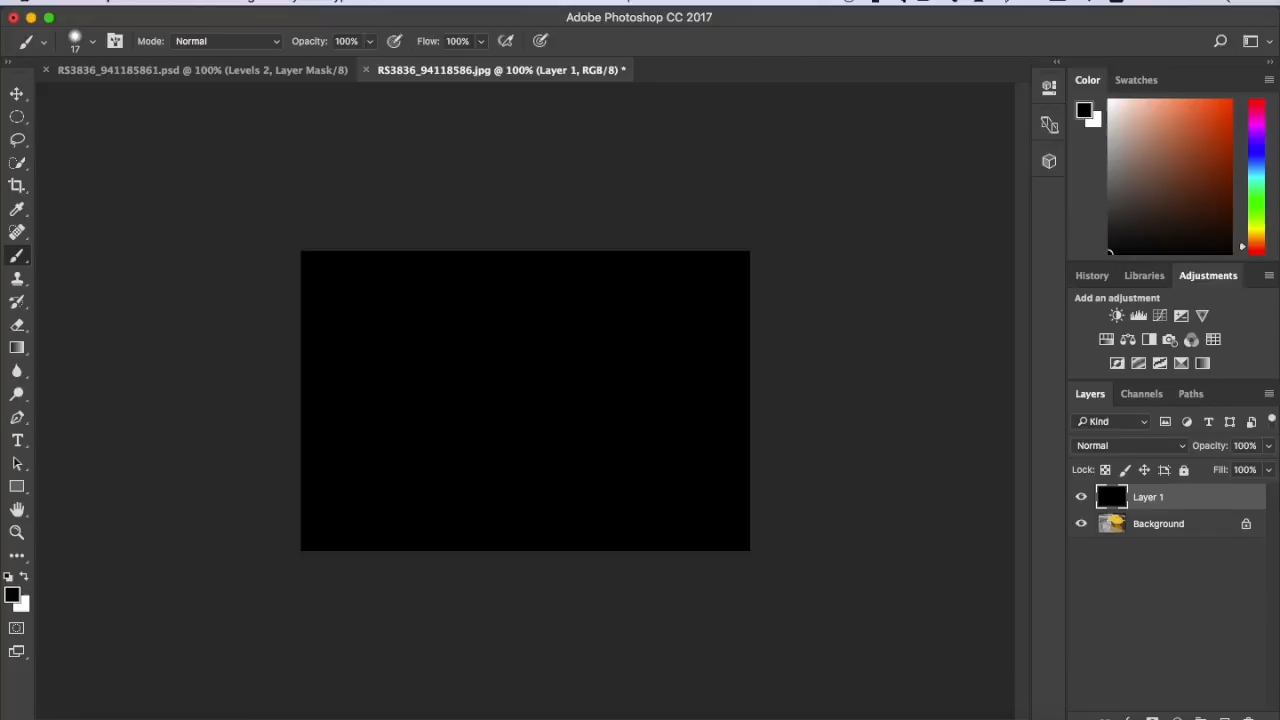 Adobe Photoshop CC 2017
17
Mode: Normal Opacity: 100% Flow: 100%
RS3836_941185861.psd @ 100% (Levels 2, Layer Mask/8)
RS3836_94118586.jpg @ 100% (Layer 1, RGB/8) *
Color Swatches
History Libraries Adjustments
Add an adjustment
Layers Channels Paths
Kind
Normal Opacity: 100%
Lock: Fill: 100%
Layer 1
Background